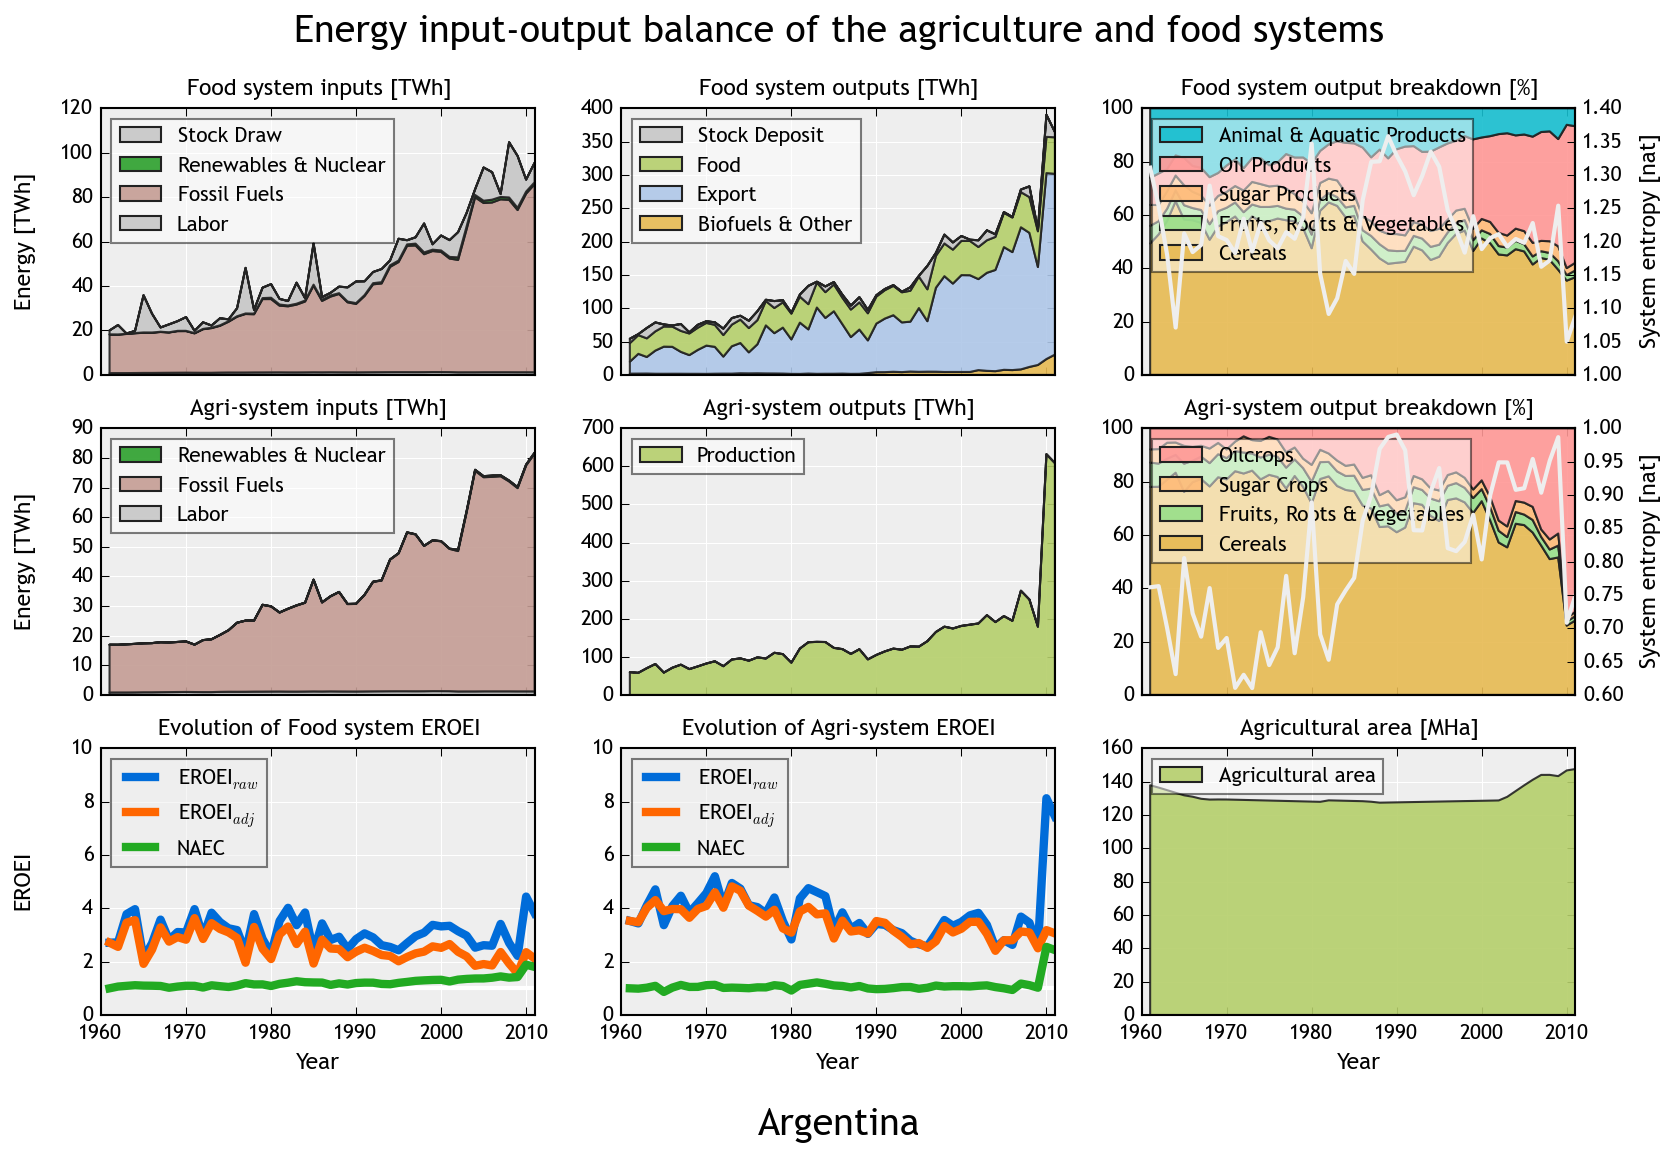 Energy input-output balance of the agriculture and food systems
Food system inputs [TWh]
Energy [TWh]
120
100
80
60
40
20
0
Stock Draw
Renewables & Nuclear
Fossil Fuels
Labor
Food system outputs [TWh]
400
350
300
250
200
150
100
50
0
Stock Deposit
Food
Export
Biofuels & Other
Food system output breakdown [%]
100
80
60
40
20
0
Animal & Aquatic Products
Oil Products
Sugar Products
Fruits, Roots & Vegetables
Cereals
1.40
1.35
1.30
1.25
1.20
1.15
1.10
1.05
1.00
System entropy [nat]
Agri-system inputs [TWh]
Energy [TWh]
90
80
70
60
50
40
30
20
10
0
Renewables & Nuclear
Fossil Fuels
Labor
Agri-system outputs [TWh]
700
600
500
400
300
200
100
0
Production
Agri-system output breakdown [%]
100
80
60
40
20
0
Oilcrops
Sugar Crops
Fruits, Roots & Vegetables
Cereals
1.00
0.95
0.90
0.85
0.80
0.75
0.70
0.65
0.60
System entropy [nat]
Evolution of Food system EROEI
EROEI
10
8
6
4
2
0
EROEI$_{raw}$
EROEI$_{adj}$
NAEC
1960 1970 1980 1990 2000 2010
Year
Evolution of Agri-system EROEI
10
8
6
4
2
0
EROEI$_{raw}$
EROEI$_{adj}$
NAEC
1960 1970 1980 1990 2000 2010
Year
Agricultural area [MHa]
160
140
120
100
80
60
40
20
0
Agricultural area
1960 1970 1980 1990 2000 2010
Year
Argentina